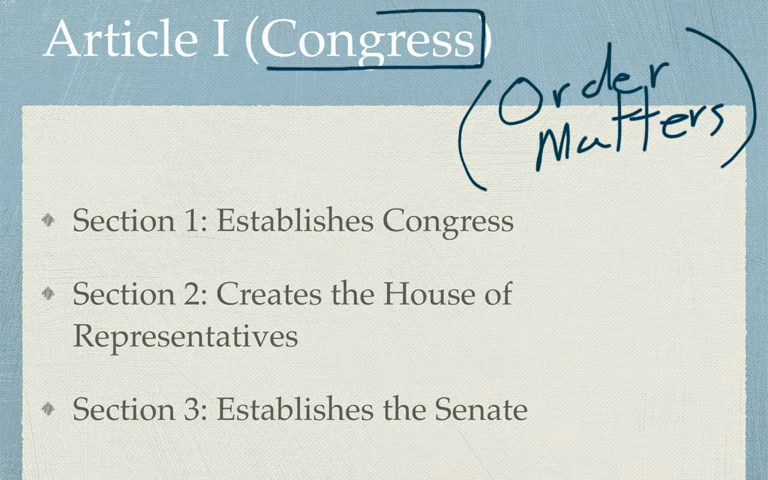 Article I (Congress)
(Order
Matters)
Section 1: Establishes Congress
Section 2: Creates the House of
Representatives
Section 3: Establishes the Senate